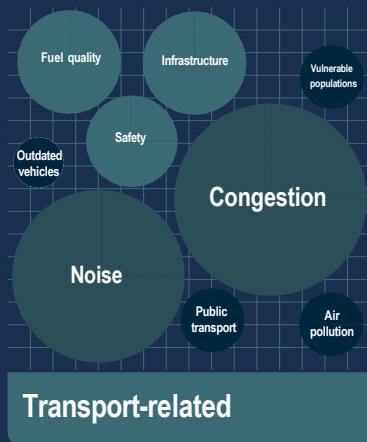 Fuel quality
Infrastructure
Vulnerable
populations
Safety
Outdated
vehicles
Congestion
Noise
Public
transport
Air
pollution
Transport-related